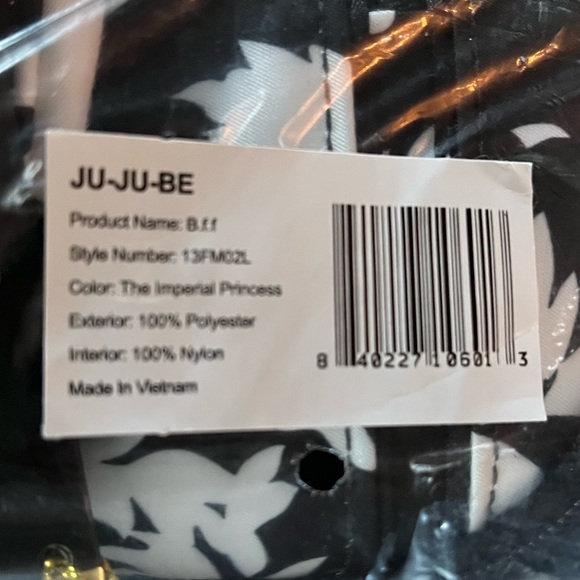 JU-JU-BE
Product Name: B.f.f
Style Number: 13FM02L
Color: The Imperial Princess
Exterior: 100% Polyester
Interior: 100% Nylon
Made In Vietnam
8 40227 10601 3